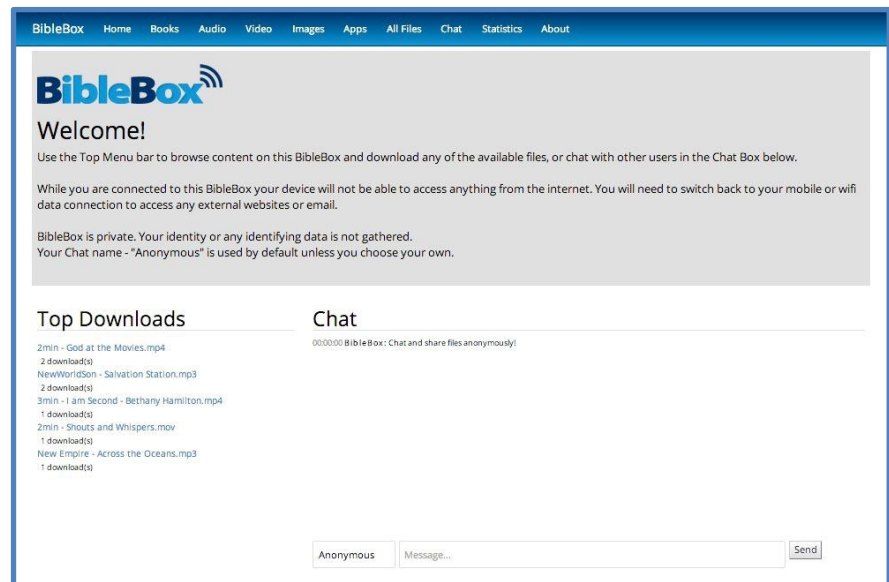 BibleBox Home Books Audio Video Images Apps All Files Chat Statistics About
BibleBox
Welcome!
Use the Top Menu bar to browse content on this BibleBox and download any of the available files, or chat with other users in the Chat Box below.
While you are connected to this BibleBox your device will not be able to access anything from the internet. You will need to switch back to your mobile or wifi
data connection to access any external websites or email.
BibleBox is private. Your identity or any identifying data is not gathered.
Your Chat name - "Anonymous" is used by default unless you choose your own.
Top Downloads
2min - God at the Movies.mp4
2 download(s)
NewWorldSon - Salvation Station.mp3
2 download(s)
3min - I am Second - Bethany Hamilton.mp4
1 download(s)
2min - Shouts and Whispers.mov
1 download(s)
New Empire - Across the Oceans.mp3
1 download(s)
Chat
00:00:00 BibleBox: Chat and share files anonymously!
Anonymous Message... Send